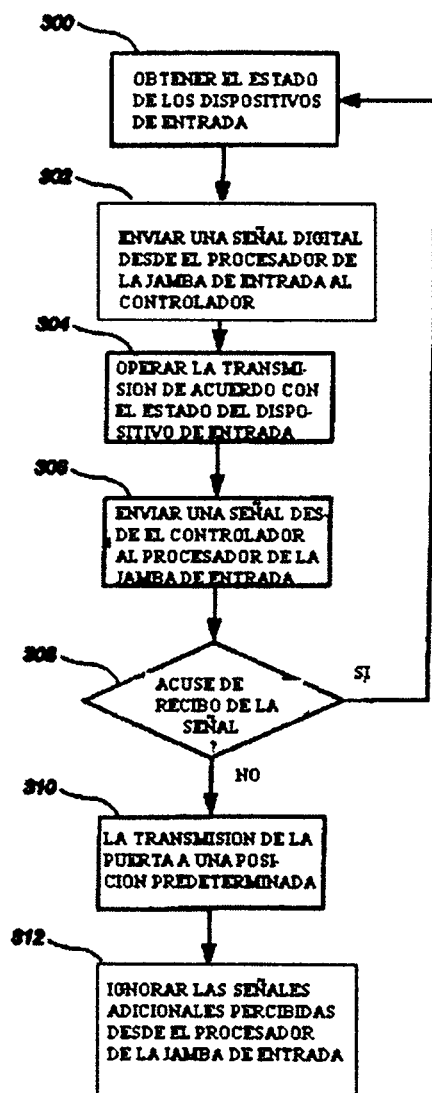 300
OBTENER EL ESTADO
DE LOS DISPOSITIVOS
DE ENTRADA
302
ENVIAR UNA SEÑAL DIGITAL
DESDE EL PROCESADOR DE
LA JAMBA DE ENTRADA AL
CONTROLADOR
304
OPERAR LA TRANSMI-
SION DE ACUERDO CON
EL ESTADO DEL DISPO-
SITIVO DE ENTRADA
306
ENVIAR UNA SEÑAL DES-
DE EL CONTROLADOR
AL PROCESADOR DE LA
JAMBA DE ENTRADA
308
ACUSE DE
RECIBO DE LA
SEÑAL
?
SI
NO
310
LA TRANSMISION DE LA
PUERTA A UNA POSI-
CION PREDETERMINADA
312
IGNORAR LAS SEÑALES
ADICIONALES PERCIBIDAS
DESDE EL PROCESADOR
DE LA JAMBA DE ENTRADA